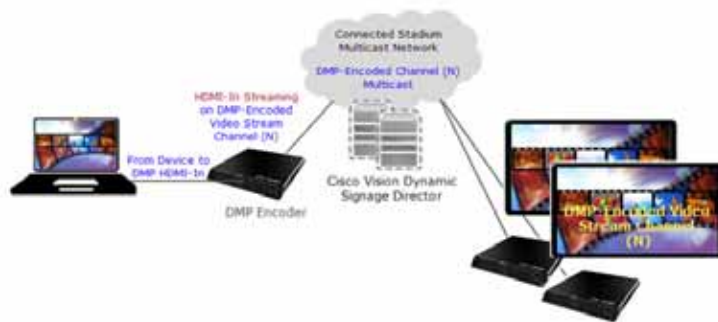 Connected Stadium
Multicast Network
DMP-Encoded Channel (N)
Multicast
HDMI-In Streaming
on DMP-Encoded
Video Stream
Channel (N)
From Device to
DMP HDMI-In
DMP Encoder
Cisco Vision Dynamic
Signage Director
DMP-Encoded Video
Stream Channel
(N)